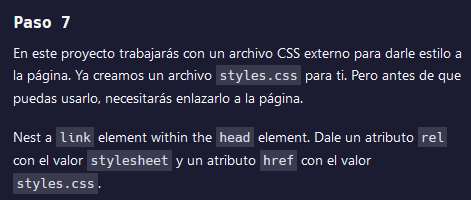 Paso 7
En este proyecto trabajarás con un archivo CSS externo para darle estilo a
la página. Ya creamos un archivo styles.css para ti. Pero antes de que
puedas usarlo, necesitarás enlazarlo a la página.
Nest a link element within the head element. Dale un atributo rel
con el valor stylesheet y un atributo href con el valor
styles.css.